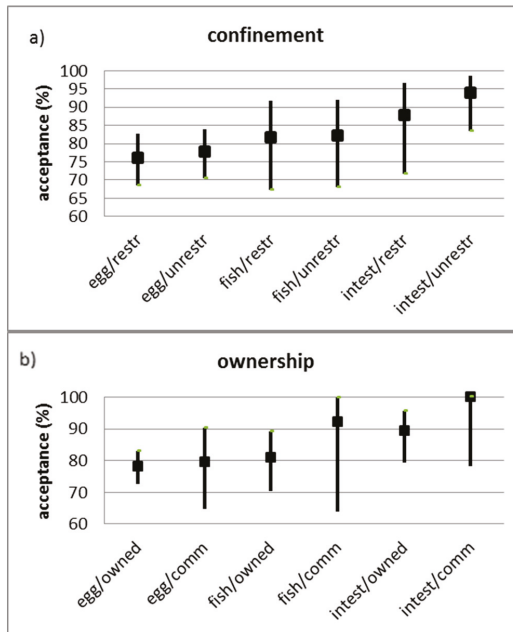 a)
confinement
acceptance (%)
100
95
90
85
80
75
70
65
60
egg/restr
egg/unrestr
fish/restr
fish/unrestr
intest/restr
intest/unrestr
b)
ownership
acceptance (%)
100
90
80
70
60
egg/owned
egg/comm
fish/owned
fish/comm
intest/owned
intest/comm